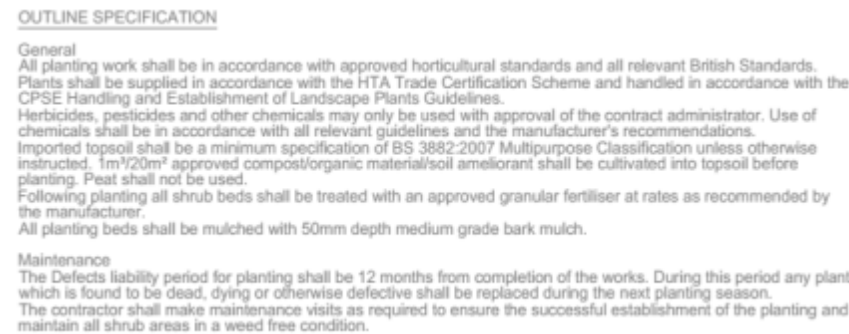 OUTLINE SPECIFICATION
General
All planting work shall be in accordance with approved horticultural standards and all relevant British Standards.
Plants shall be supplied in accordance with the HTA Trade Certification Scheme and handled in accordance with the
CPSE Handling and Establishment of Landscape Plants Guidelines.
Herbicides, pesticides and other chemicals may only be used with approval of the contract administrator. Use of
chemicals shall be in accordance with all relevant guidelines and the manufacturer's recommendations.
Imported topsoil shall be a minimum specification of BS 3882:2007 Multipurpose Classification unless otherwise
instructed. 1m³/20m² approved compost/organic material/soil ameliorant shall be cultivated into topsoil before
planting. Peat shall not be used.
Following planting all shrub beds shall be treated with an approved granular fertiliser at rates as recommended by
the manufacturer.
All planting beds shall be mulched with 50mm depth medium grade bark mulch.
Maintenance
The Defects liability period for planting shall be 12 months from completion of the works. During this period any plant
which is found to be dead, dying or otherwise defective shall be replaced during the next planting season.
The contractor shall make maintenance visits as required to ensure the successful establishment of the planting and
maintain all shrub areas in a weed free condition.